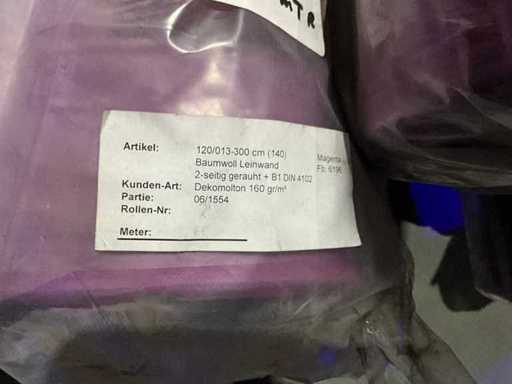 MTR
Artikel: 120/013-300 cm (140)
Baumwoll Leinwand Magenta
2-seitig gerauht + B1 DIN 4102 Fb. 6196
Kunden-Art: Dekomolton 160 gr/m²
Partie: 06/1554
Rollen-Nr:
Meter: